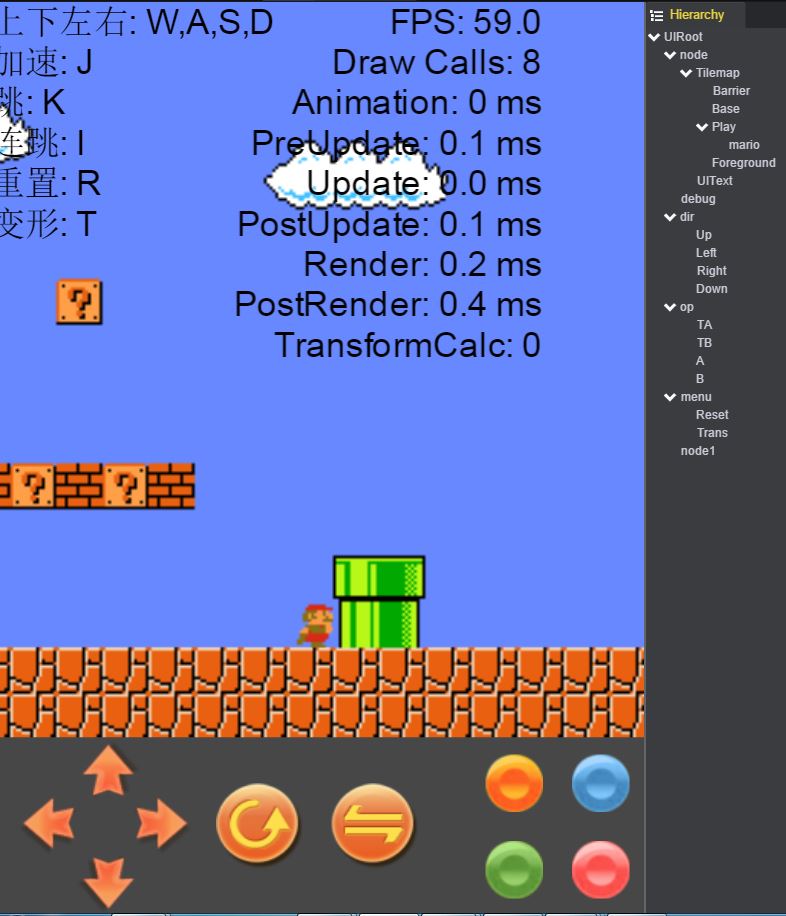 上下左右: W,A,S,D
加速: J
跳: K
连跳: I
重置: R
变形: T
FPS: 59.0
Draw Calls: 8
Animation: 0 ms
PreUpdate: 0.1 ms
Update: 0.0 ms
PostUpdate: 0.1 ms
Render: 0.2 ms
PostRender: 0.4 ms
TransformCalc: 0
?
? ?
Hierarchy
UIRoot
node
Tilemap
Barrier
Base
Play
mario
Foreground
UIText
debug
dir
Up
Left
Right
Down
op
TA
TB
A
B
menu
Reset
Trans
node1